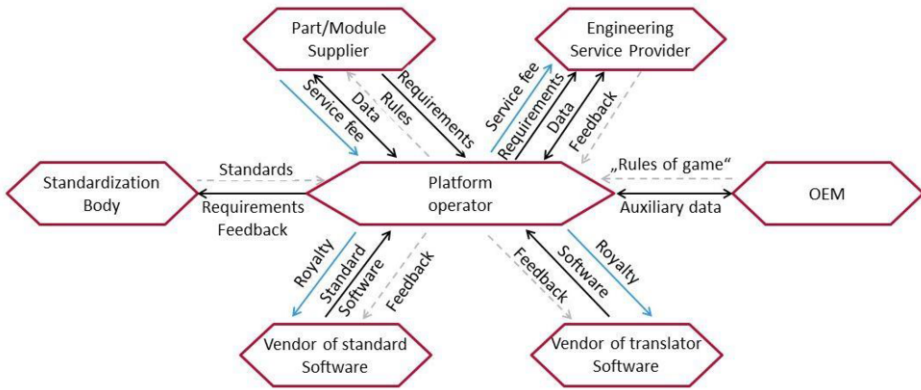 Part/Module
Supplier
Engineering
Service Provider
Service fee
Data
Rules
Requirements
Service fee
Requirements
Data
Feedback
Standardization
Body
Standards
Requirements
Feedback
Platform
operator
„Rules of game“
Auxiliary data
OEM
Royalty
Standard
Software
Feedback
Feedback
Software
Royalty
Vendor of standard
Software
Vendor of translator
Software